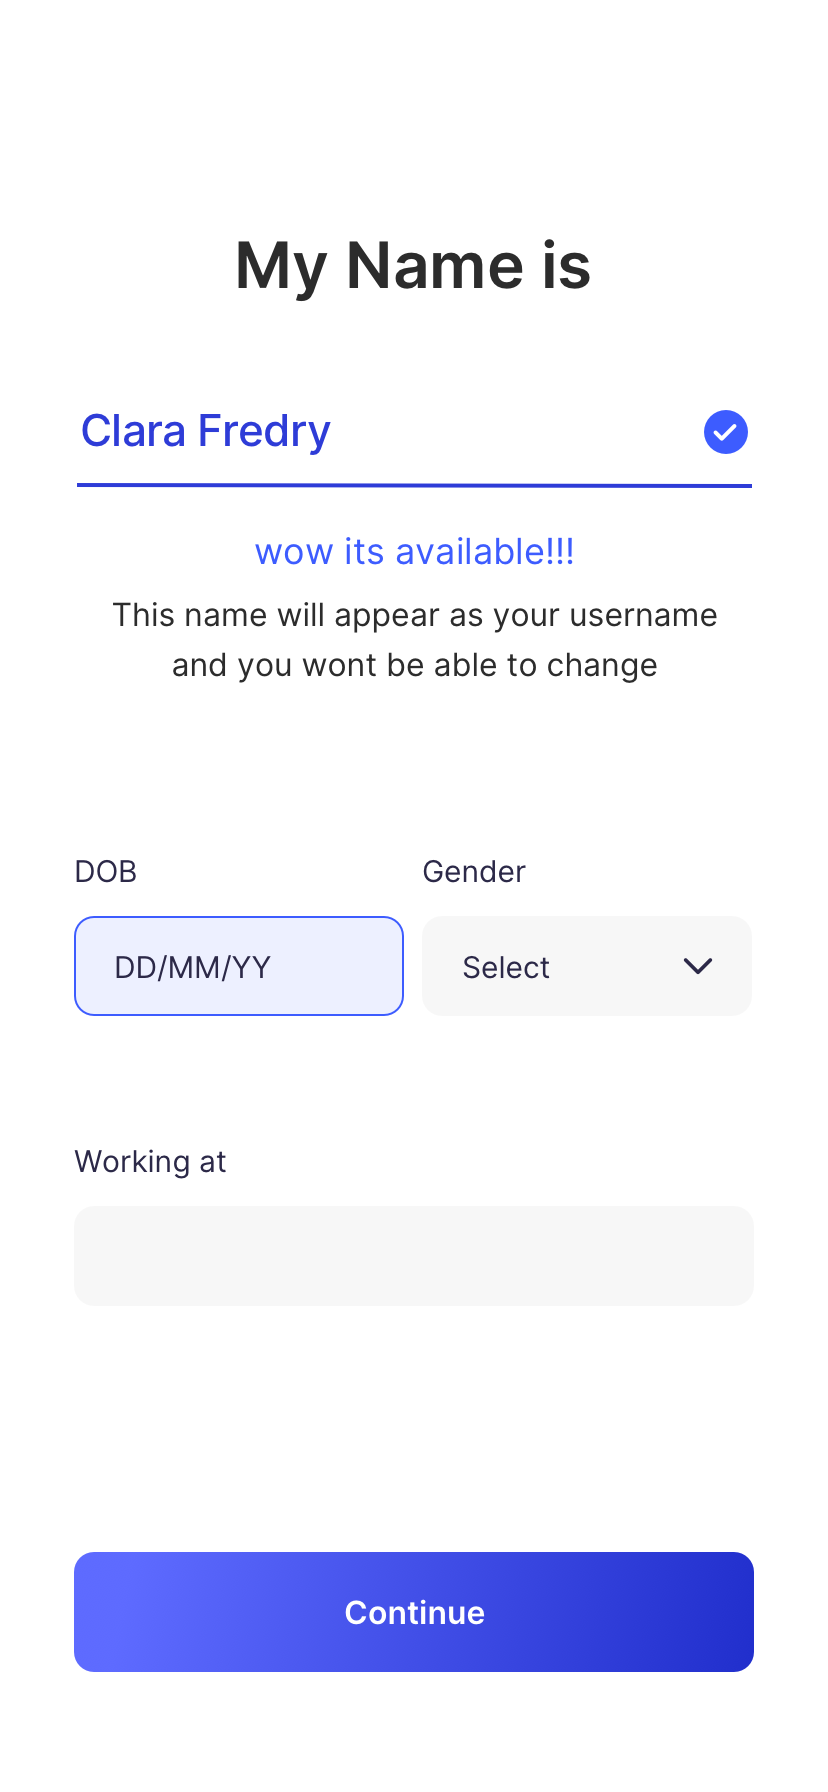 My Name is
Clara Fredry
wow its available!!!
This name will appear as your username
and you wont be able to change
DOB
Gender
DD/MM/YY
Select
Working at
Continue